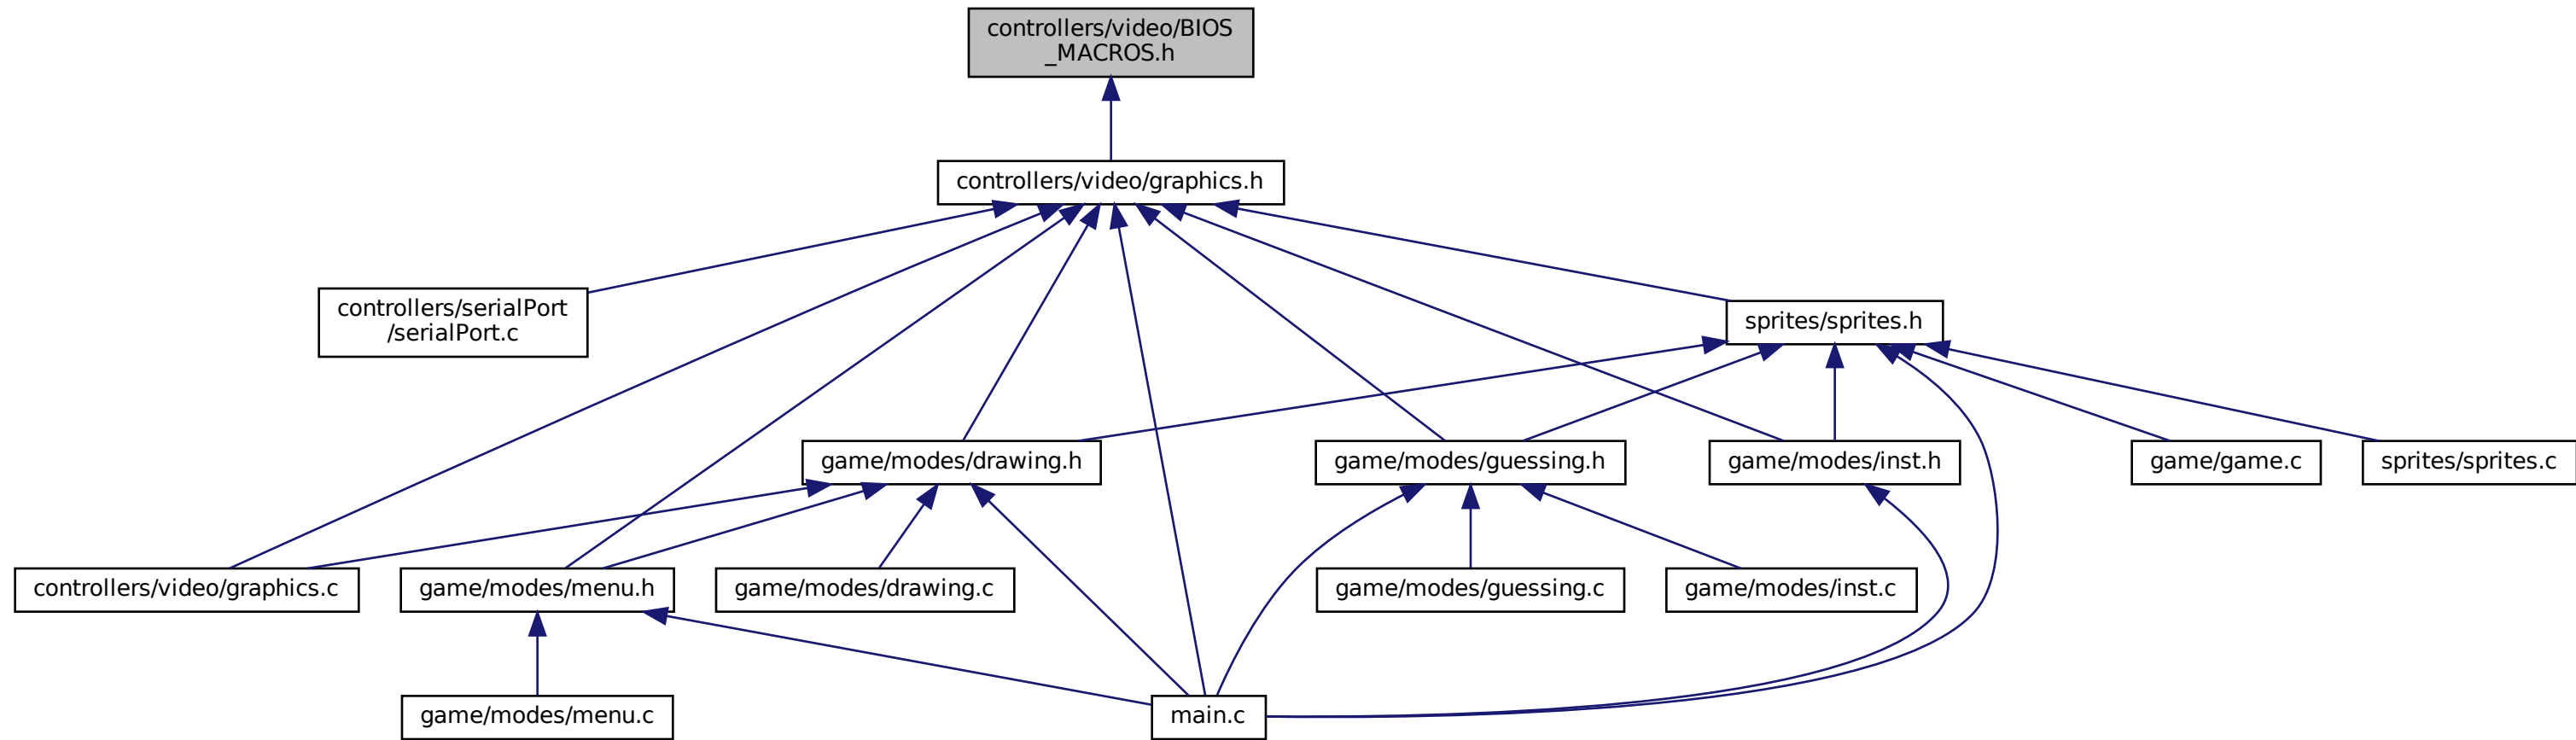 controllers/video/BIOS
_MACROS.h
controllers/video/graphics.h
controllers/serialPort
/serialPort.c
sprites/sprites.h
game/modes/drawing.h
game/modes/guessing.h
game/modes/inst.h
game/game.c
sprites/sprites.c
controllers/video/graphics.c
game/modes/menu.h
game/modes/drawing.c
game/modes/guessing.c
game/modes/inst.c
game/modes/menu.c
main.c